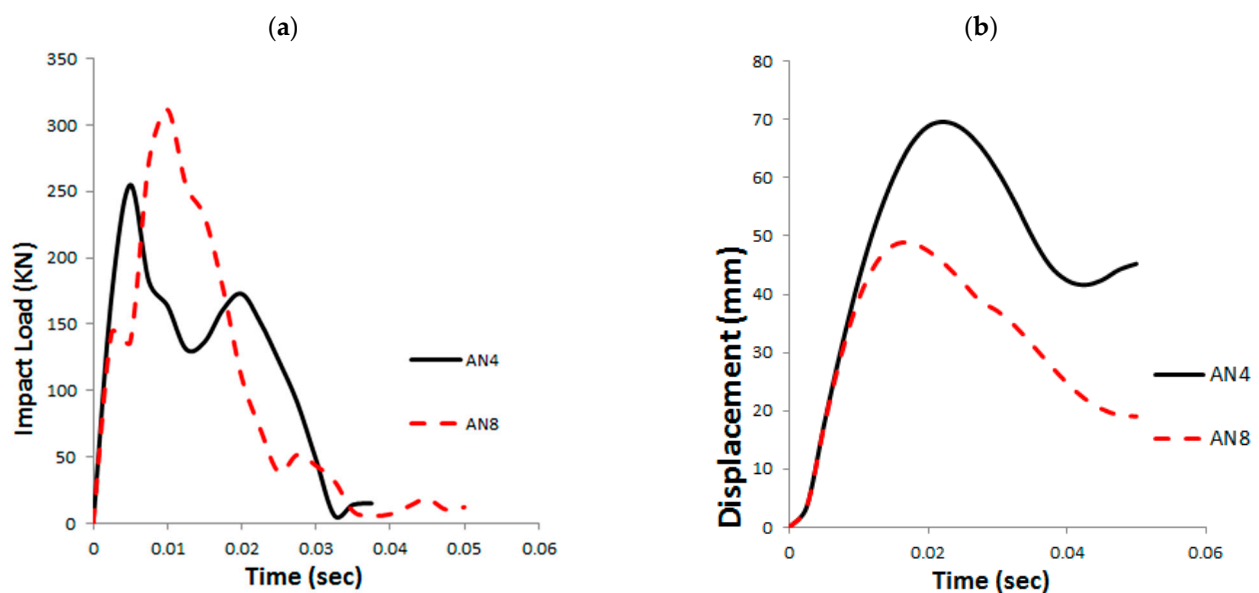 (a)
350
300
250
200
150
100
50
0
Impact Load (KN)
0 0.01 0.02 0.03 0.04 0.05 0.06
Time (sec)
AN4
AN8
(b)
80
70
60
50
40
30
20
10
0
Displacement (mm)
0 0.02 0.04 0.06
Time (sec)
AN4
AN8